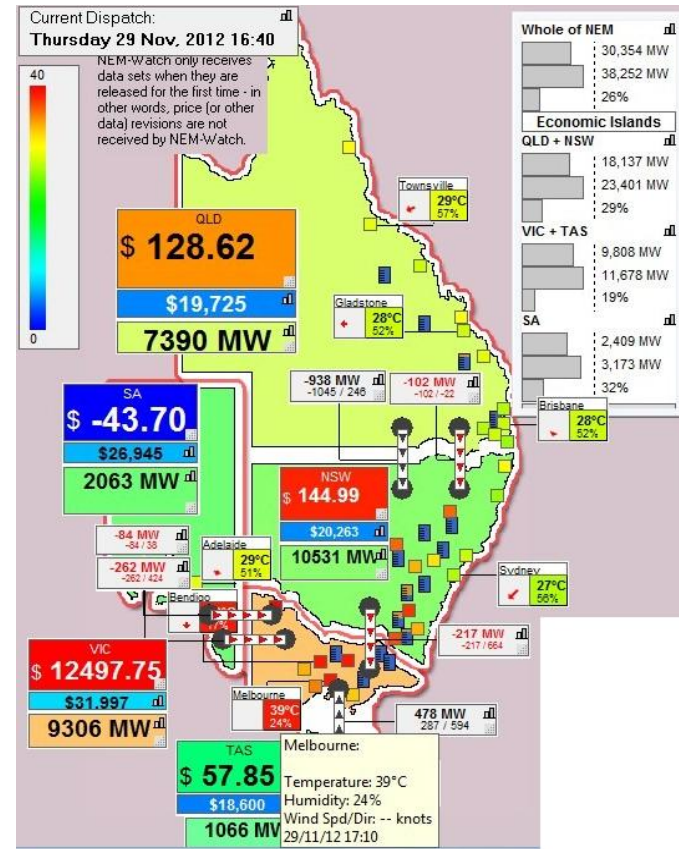 Current Dispatch:
Thursday 29 Nov, 2012 16:40
NEM-Watch only receives
data sets when they are
released for the first time - in
other words, price (or other
data) revisions are not
received by NEM-Watch.
40
0
Whole of NEM
30,354 MW
38,252 MW
26%
Economic Islands
QLD + NSW
18,137 MW
23,401 MW
29%
VIC + TAS
9,808 MW
11,678 MW
19%
SA
2,409 MW
3,173 MW
32%
Townsville
29°C
57%
QLD
$ 128.62
$19,725
7390 MW
Gladstone
28°C
52%
-938 MW
-1045 / 246
-102 MW
-102 / -22
Brisbane
28°C
52%
SA
$ -43.70
$26,945
2063 MW
NSW
$ 144.99
$20,263
10531 MW
-84 MW
-84 / 38
-262 MW
-262 / 424
Adelaide
29°C
51%
Sydney
27°C
56%
Bendigo
VIC
$ 12497.75
$31,997
9306 MW
-217 MW
-217 / 664
Melbourne
39°C
24%
478 MW
287 / 594
TAS
$ 57.85
$18,600
1066 MW
Melbourne:
Temperature: 39°C
Humidity: 24%
Wind Spd/Dir: -- knots
29/11/12 17:10